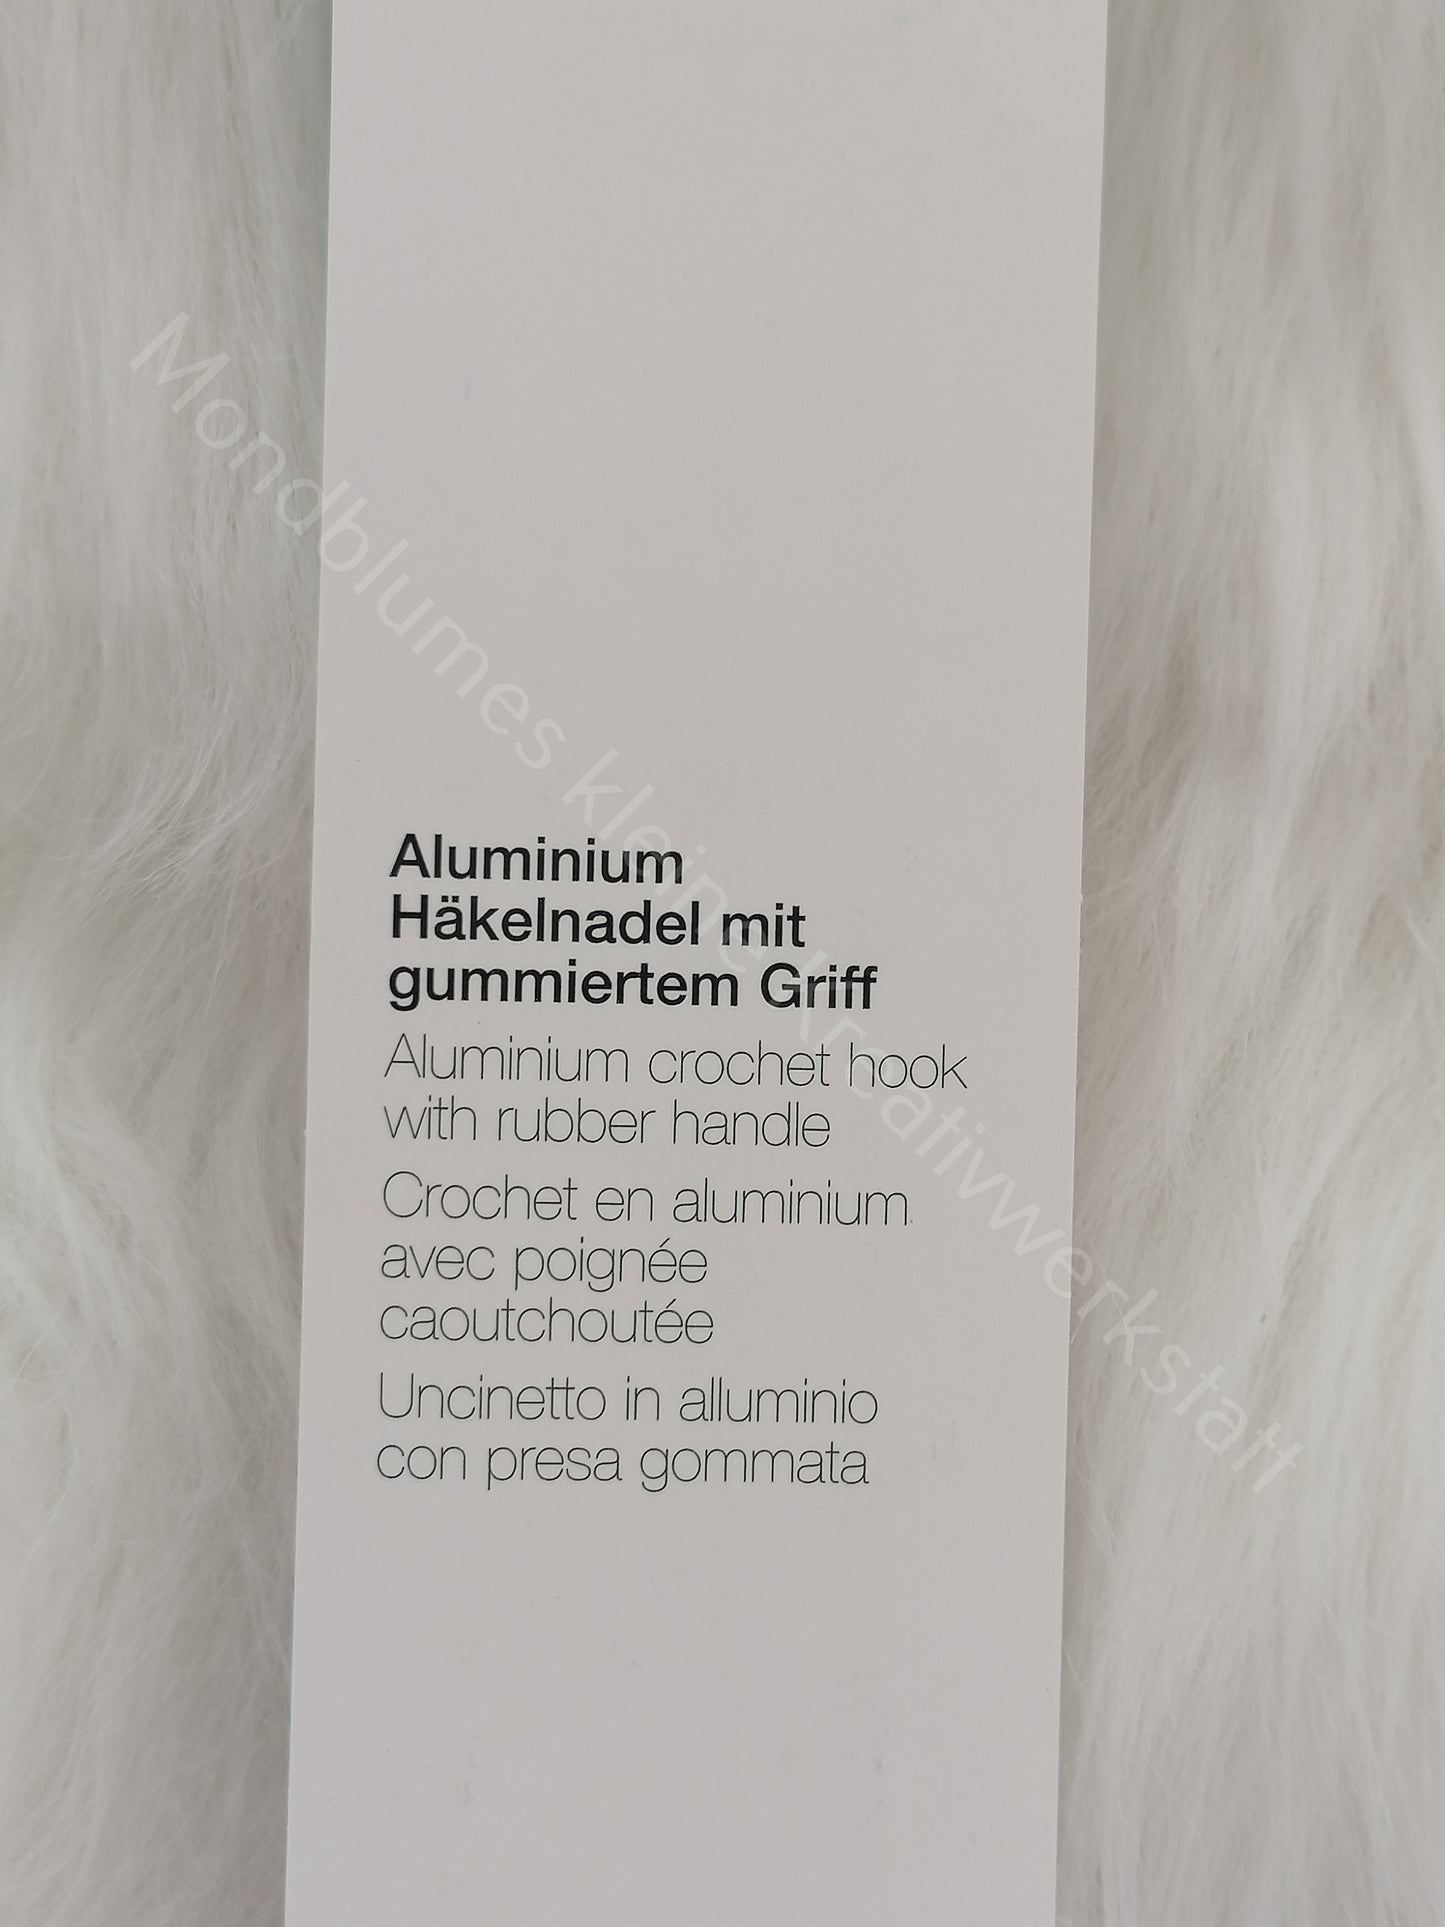 Aluminium
Häkelnadel mit
gummiertem Griff
Aluminium crochet hook
with rubber handle
Crochet en aluminium
avec poignée
caoutchoutée
Uncinetto in alluminio
con presa gommata
Mondblumes kleine Kreativwerkstatt